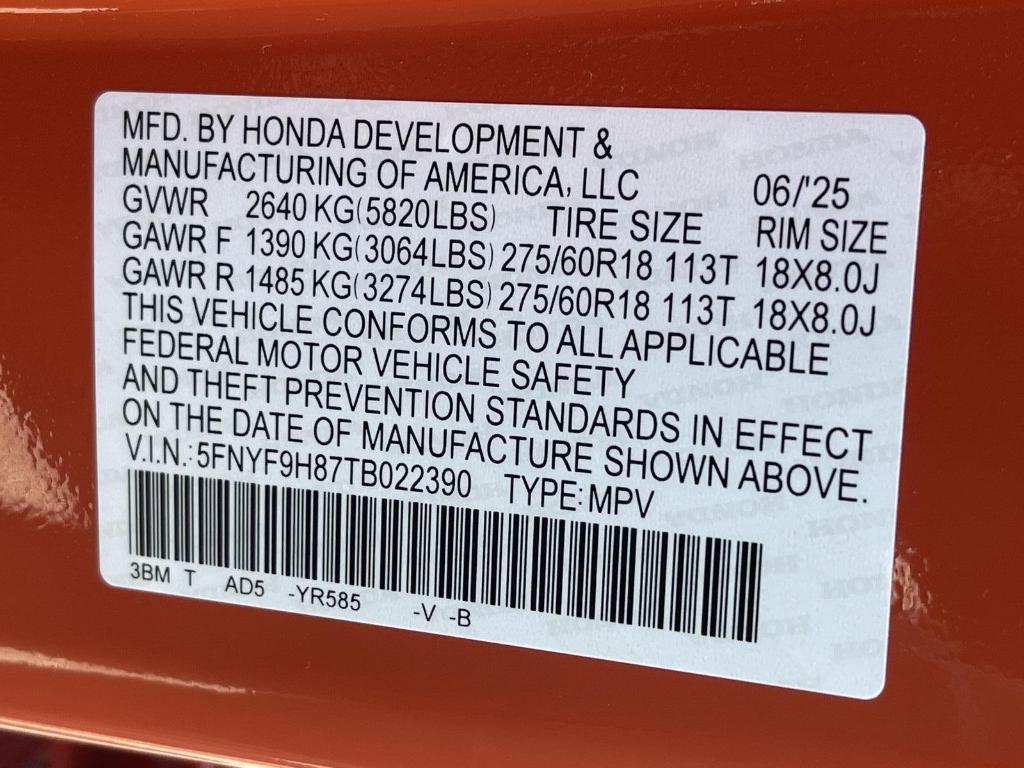 MFD. BY HONDA DEVELOPMENT &
MANUFACTURING OF AMERICA, LLC 06/'25
GVWR 2640 KG(5820LBS) TIRE SIZE RIM SIZE
GAWR F 1390 KG(3064LBS) 275/60R18 113T 18X8.0J
GAWR R 1485 KG(3274LBS) 275/60R18 113T 18X8.0J
THIS VEHICLE CONFORMS TO ALL APPLICABLE
FEDERAL MOTOR VEHICLE SAFETY
AND THEFT PREVENTION STANDARDS IN EFFECT
ON THE DATE OF MANUFACTURE SHOWN ABOVE.
V.I.N.: 5FNYF9H87TB022390 TYPE: MPV
3BM T AD5 -YR585 -V -B